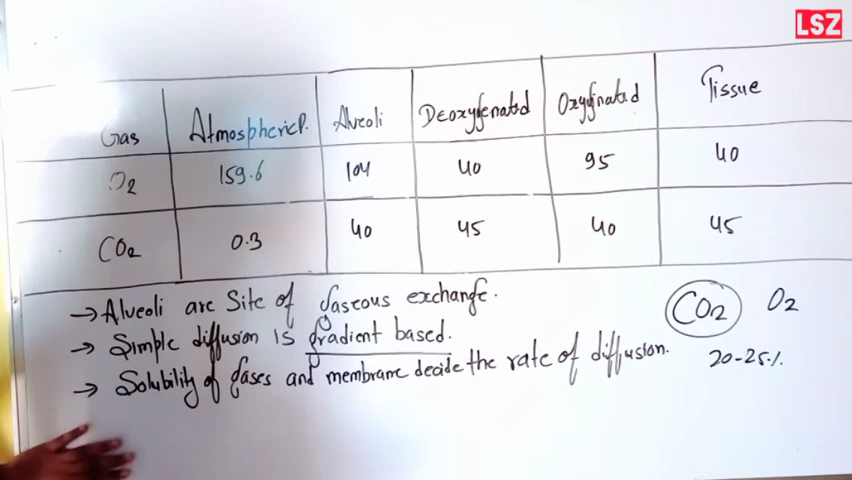 LSZ
Gas Atmospheric P. Alveoli Deoxygenated Oxyginated Tissue
O2 159.6 104 40 95 40
CO2 0.3 40 45 40 45
→ Alveoli are Site of gaseous exchange.
→ Simple diffusion is gradient based.
→ Solubility of gases and membrane decide the rate of diffusion.
CO2 O2
20-25%